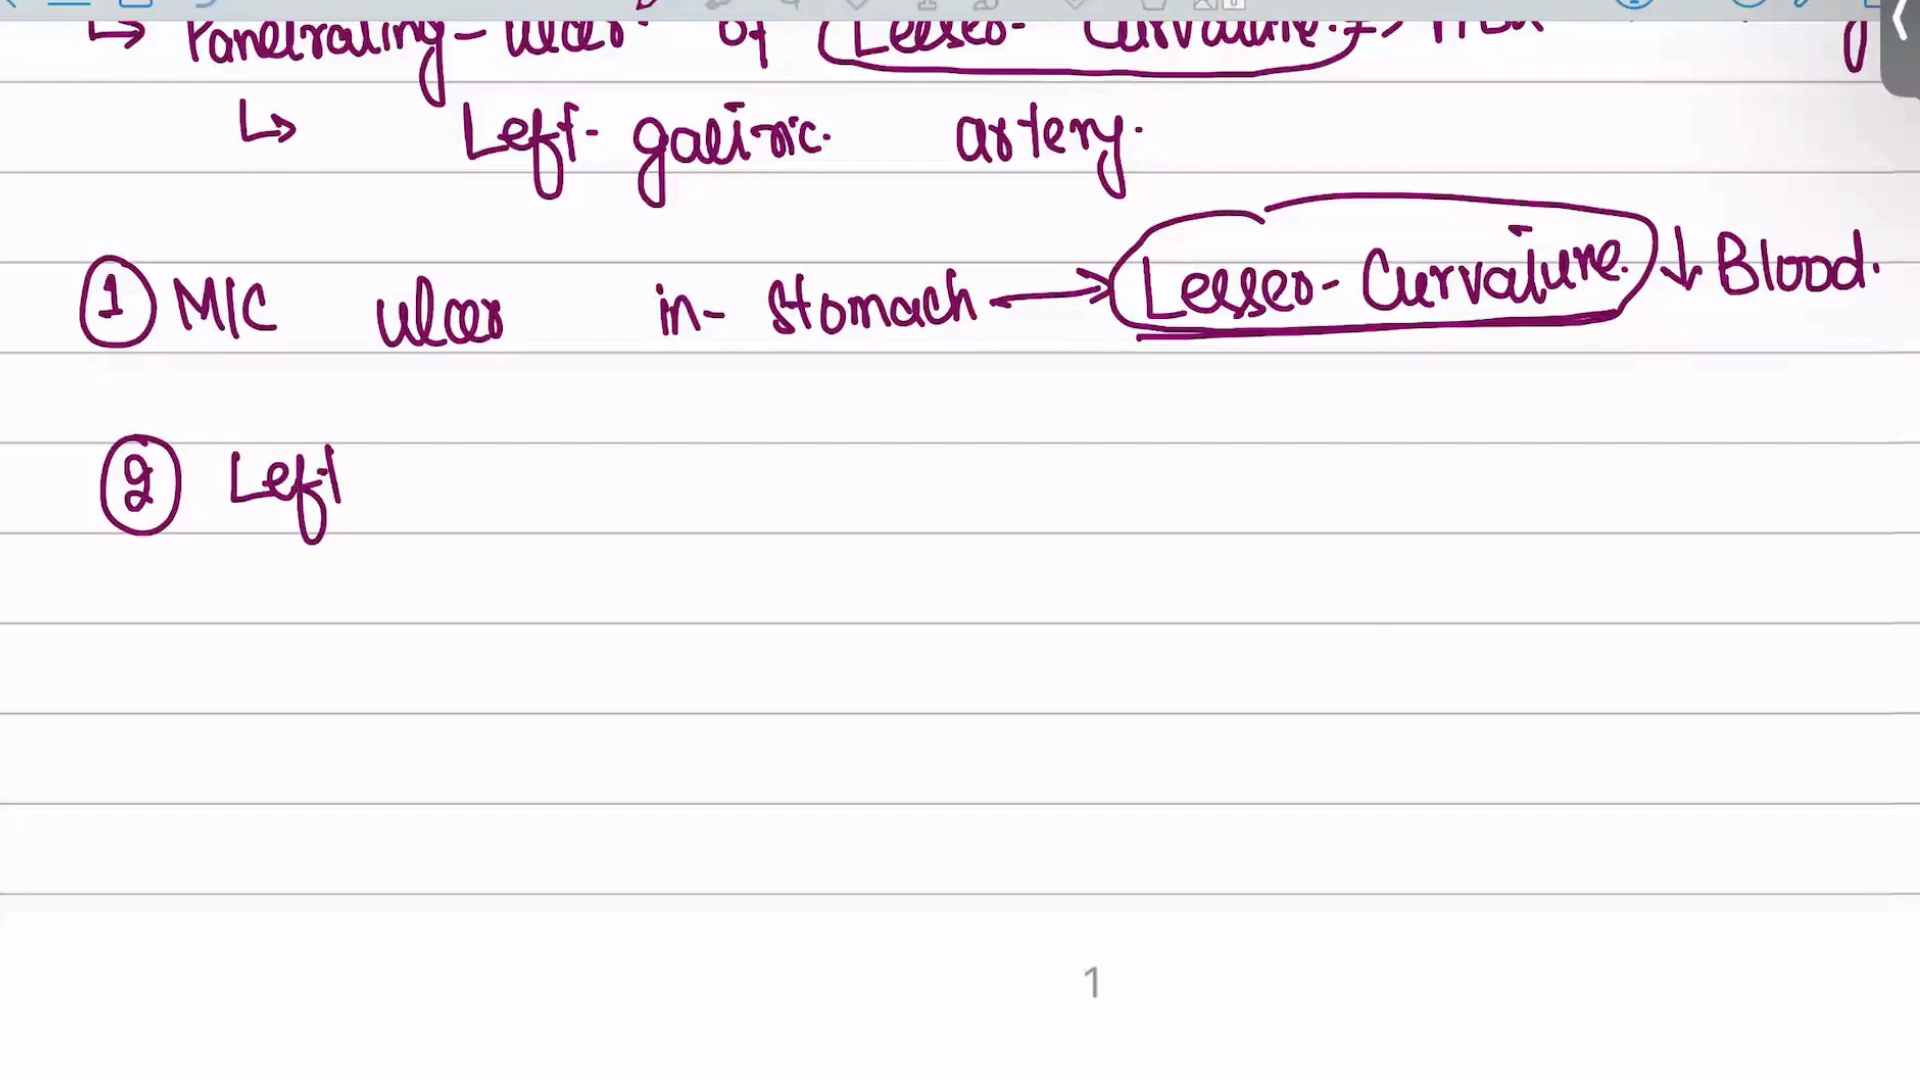 ↳ Penetrating - ulcer of Lesser - Curvature
↳ Left - gastric artery.
① M/C ulcer in - Stomach → Lesser - Curvature. ↓ Blood.
② Left
1